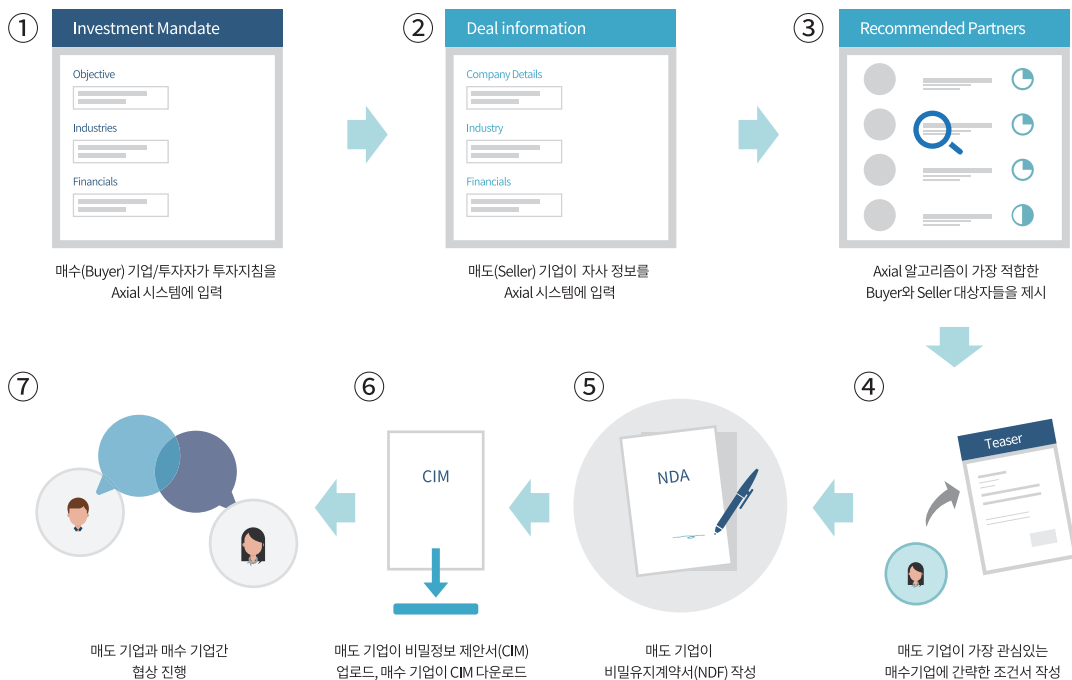 ①
Investment Mandate
Objective
Industries
Financials
매수(Buyer) 기업/투자자가 투자지침을
Axial 시스템에 입력
②
Deal information
Company Details
Industry
Financials
매도(Seller) 기업이 자사 정보를
Axial 시스템에 입력
③
Recommended Partners
Axial 알고리즘이 가장 적합한
Buyer와 Seller 대상자들을 제시
④
Teaser
매도 기업이 가장 관심있는
매수기업에 간략한 조건서 작성
⑤
NDA
매도 기업이
비밀유지계약서(NDF) 작성
⑥
CIM
매도 기업이 비밀정보 제안서(CIM)
업로드, 매수 기업이 CIM 다운로드
⑦
매도 기업과 매수 기업간
협상 진행